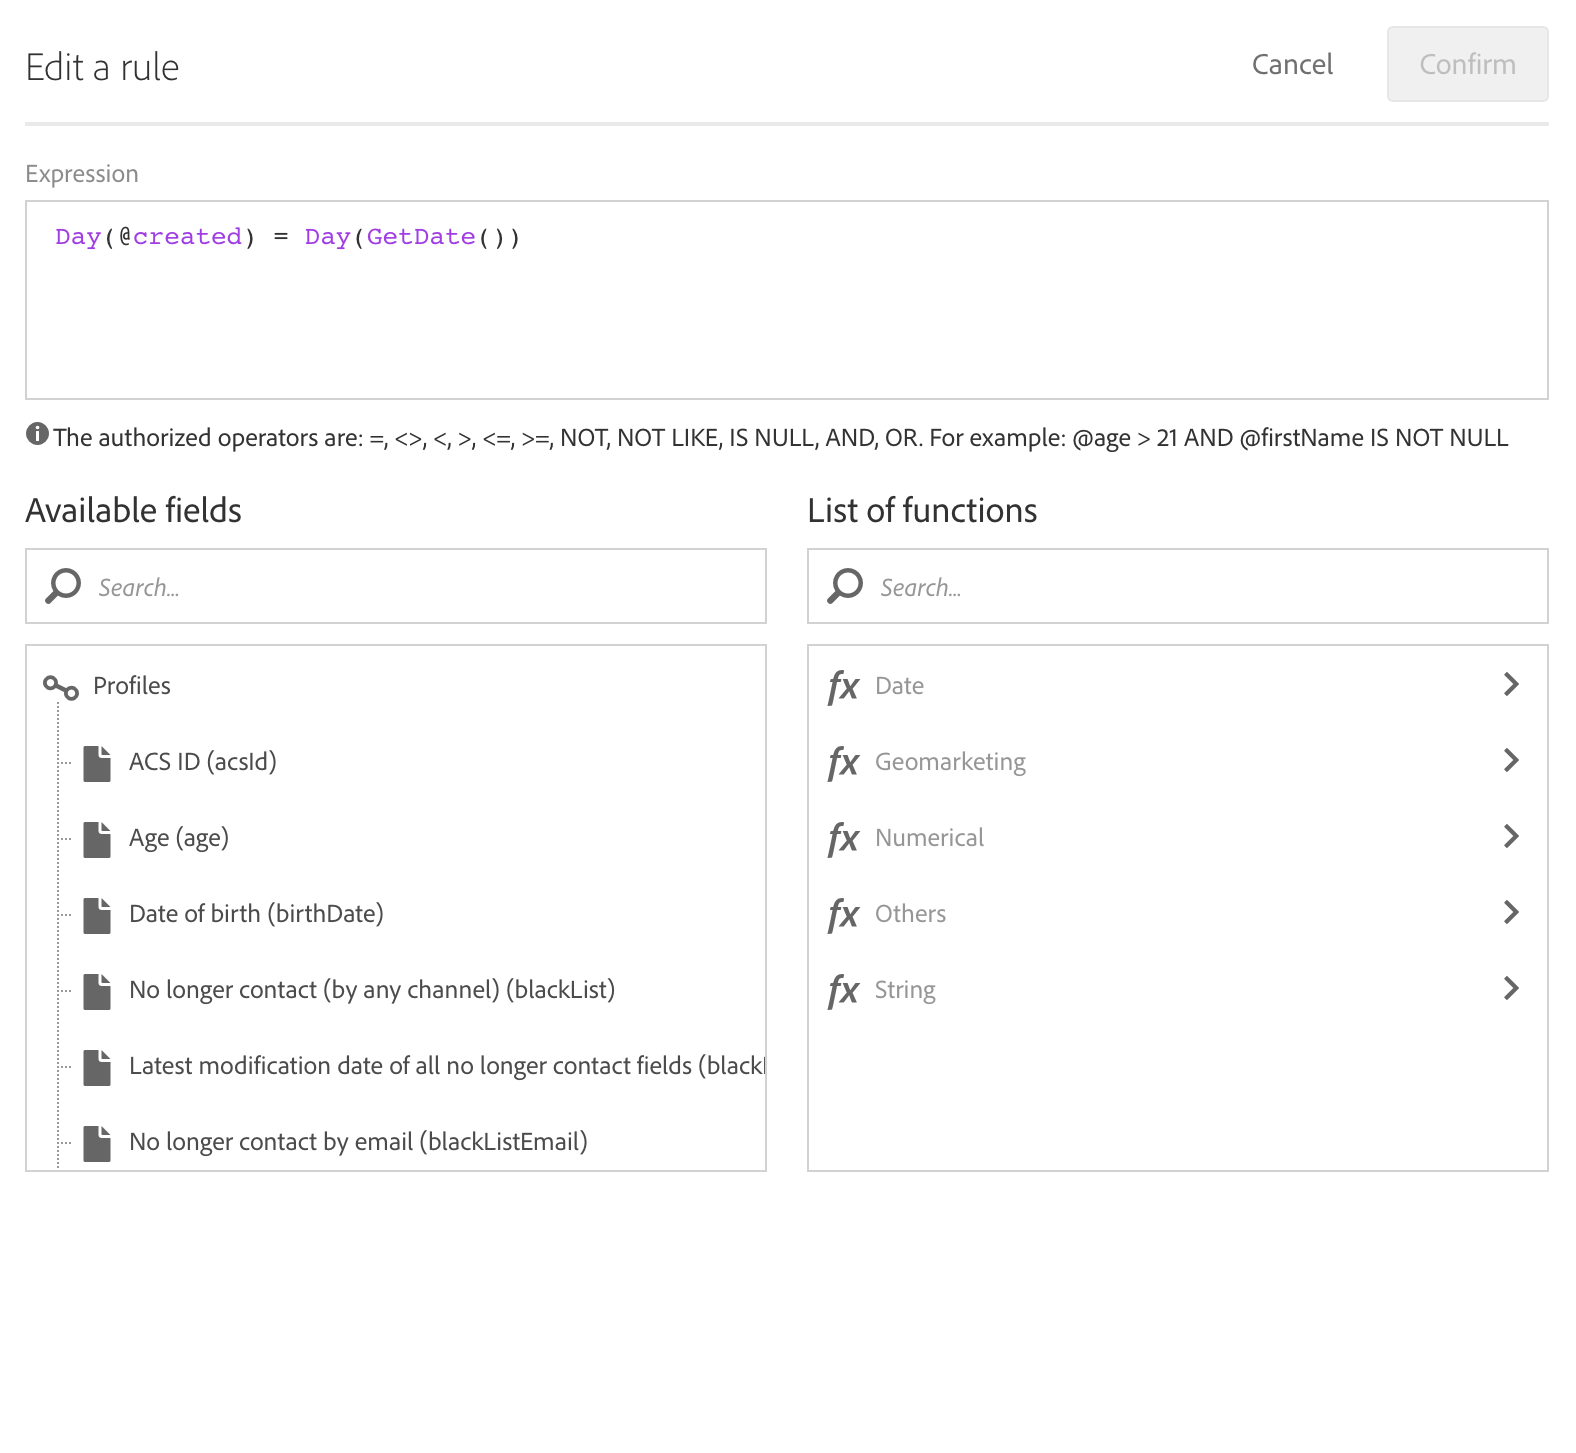 Edit a rule
Cancel
Confirm
Expression
Day(@created) = Day(GetDate())
The authorized operators are: =, <>, <, >, <=, >=, NOT, NOT LIKE, IS NULL, AND, OR. For example: @age > 21 AND @firstName IS NOT NULL
Available fields
Search...
Profiles
ACS ID (acsId)
Age (age)
Date of birth (birthDate)
No longer contact (by any channel) (blackList)
Latest modification date of all no longer contact fields (black
No longer contact by email (blackListEmail)
List of functions
Search...
fx Date
fx Geomarketing
fx Numerical
fx Others
fx String